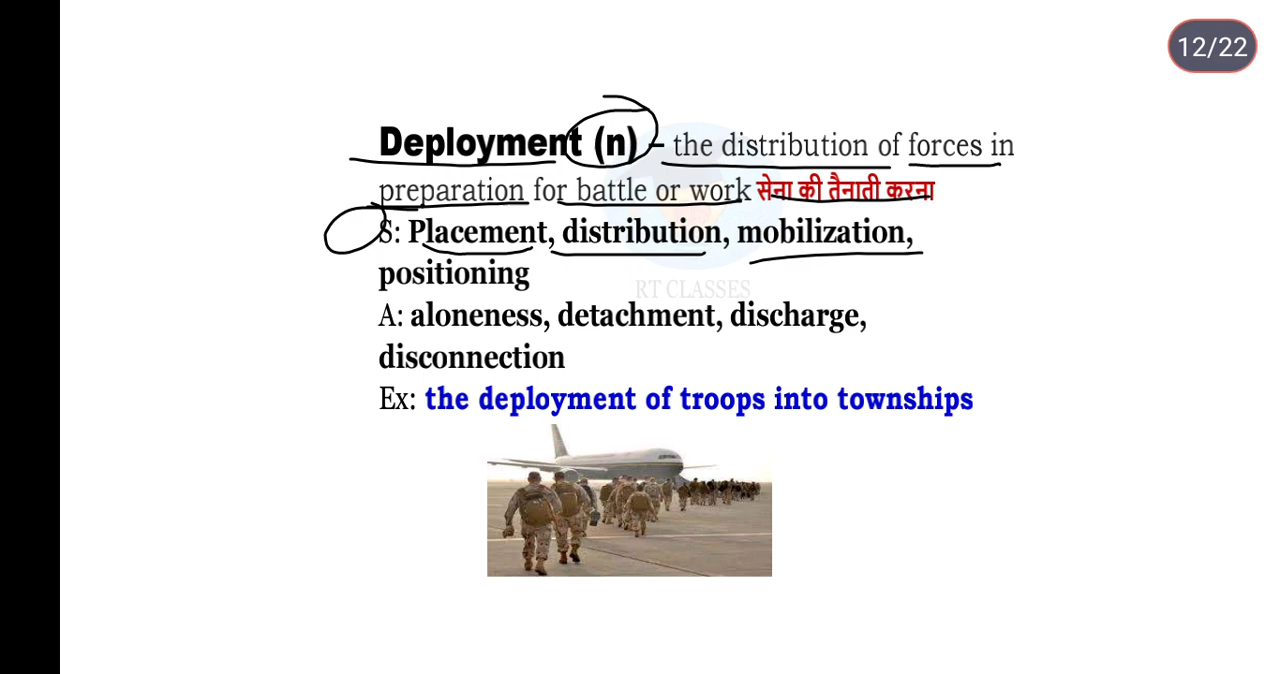 12/22
Deployment (n) – the distribution of forces in
preparation for battle or work सेना की तैनाती करना
S: Placement, distribution, mobilization,
positioning
RT CLASSES
A: aloneness, detachment, discharge,
disconnection
Ex: the deployment of troops into townships